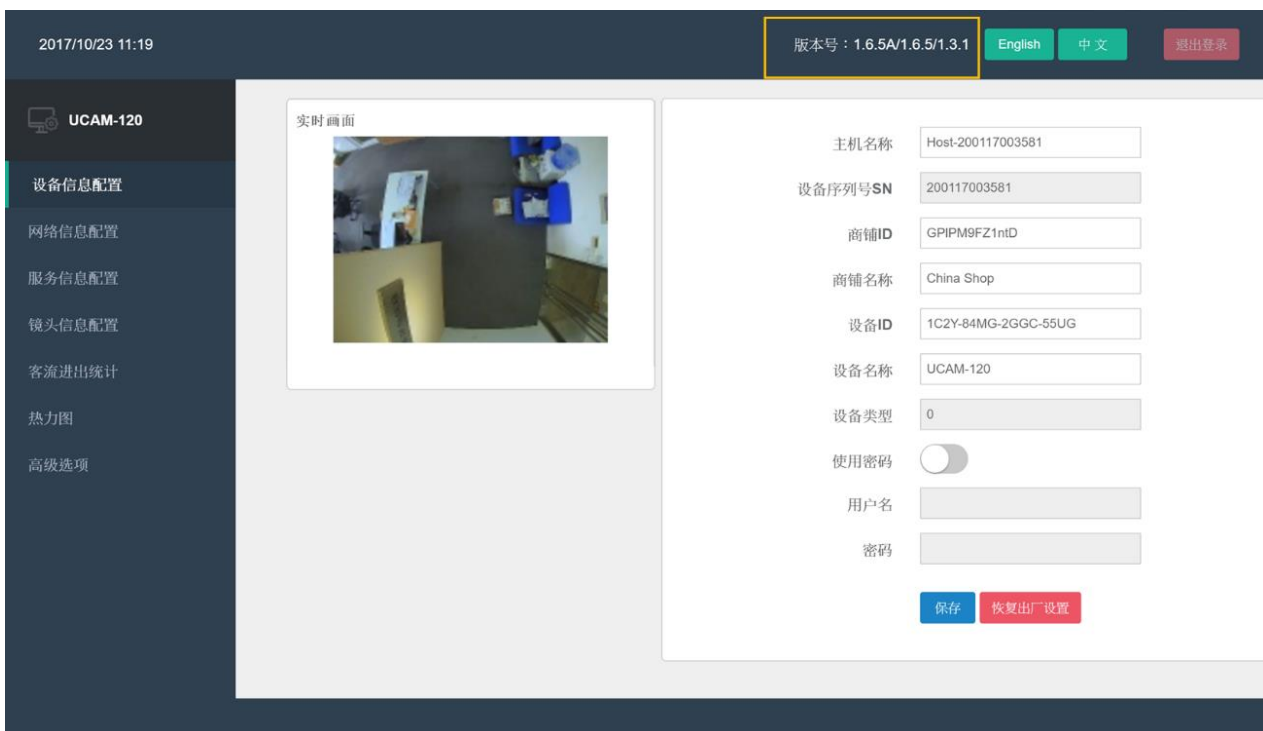 2017/10/23 11:19
版本号：1.6.5A/1.6.5/1.3.1
English
中 文
退出登录
UCAM-120
设备信息配置
网络信息配置
服务信息配置
镜头信息配置
客流进出统计
热力图
高级选项
实时画面
主机名称 Host-200117003581
设备序列号SN 200117003581
商铺ID GPIPM9FZ1ntD
商铺名称 China Shop
设备ID 1C2Y-84MG-2GGC-55UG
设备名称 UCAM-120
设备类型 0
使用密码
用户名
密码
保存 恢复出厂设置